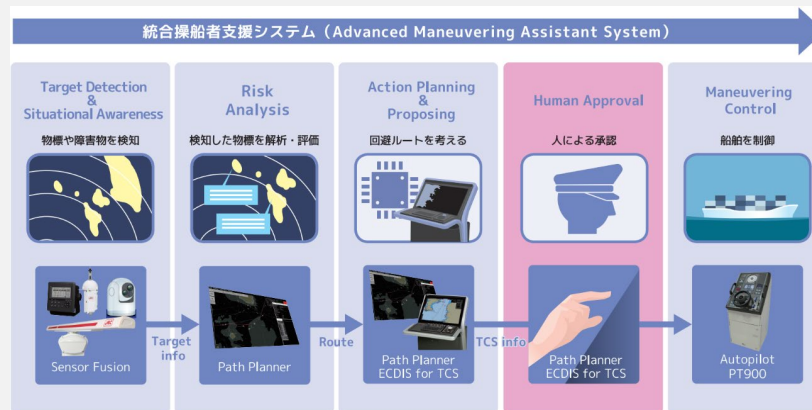 統合操船者支援システム（Advanced Maneuvering Assistant System）
Target Detection
&
Situational Awareness
物標や障害物を検知
Risk
Analysis
検知した物標を解析・評価
Action Planning
&
Proposing
回避ルートを考える
Human Approval
人による承認
Maneuvering
Control
船舶を制御
Sensor Fusion
Target
info
Path Planner
Route
Path Planner
ECDIS for TCS
TCS info
Path Planner
ECDIS for TCS
Autopilot
PT900